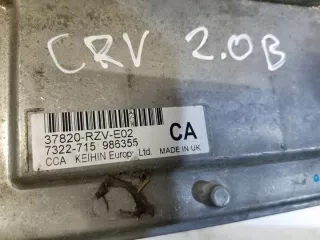 CRV 2.0B
37820-RZV-E02
7322-715 986355 CA
CCA KEIHIN Europe Ltd. MADE IN UK